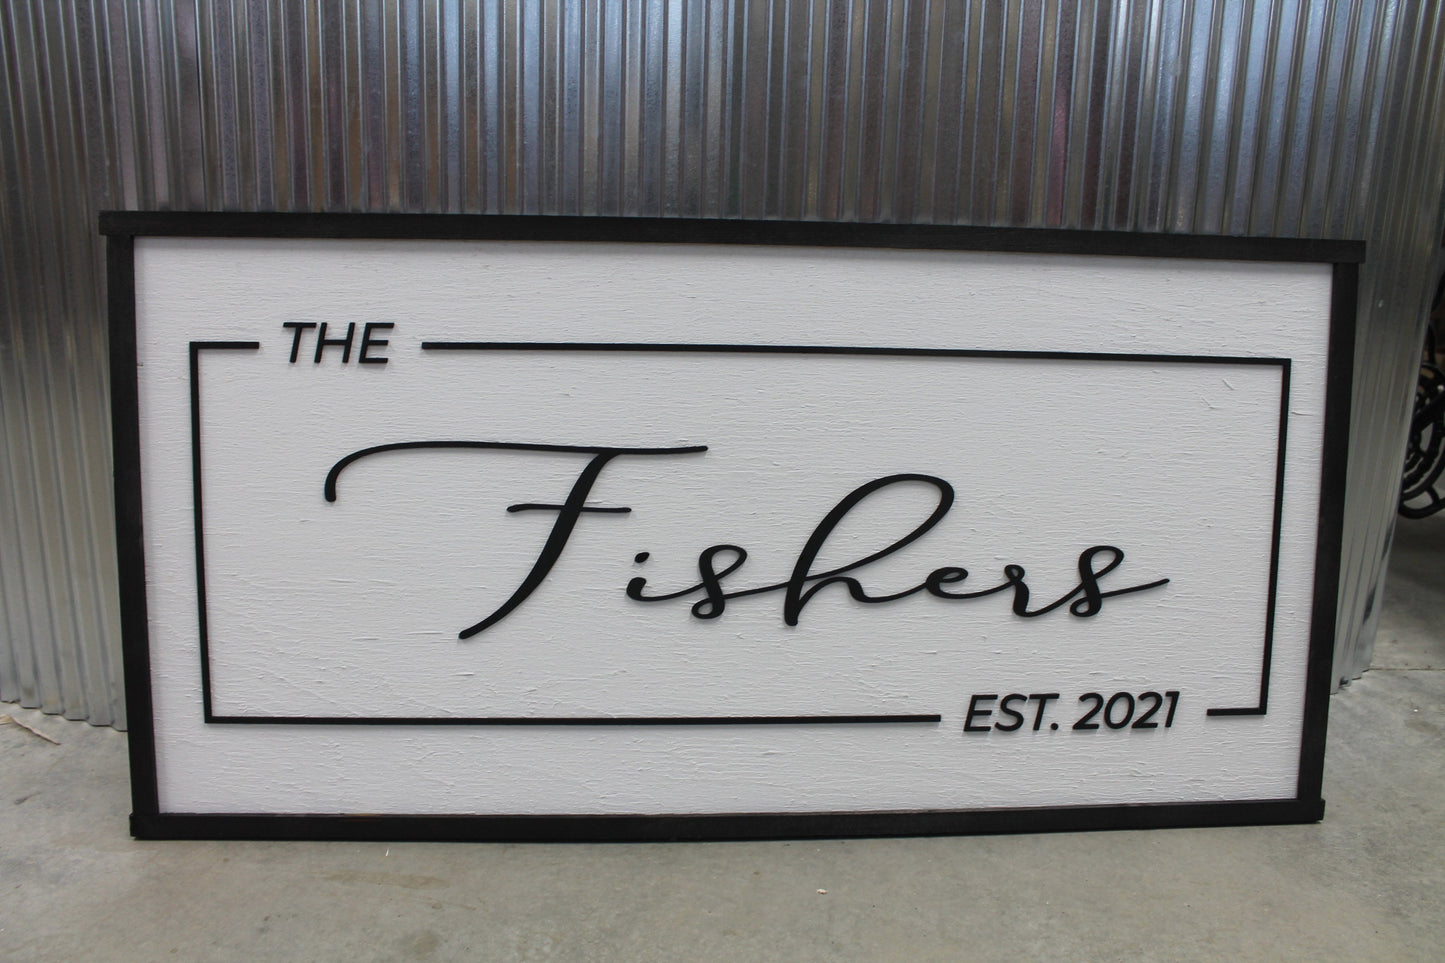 THE
Fishers
EST. 2021